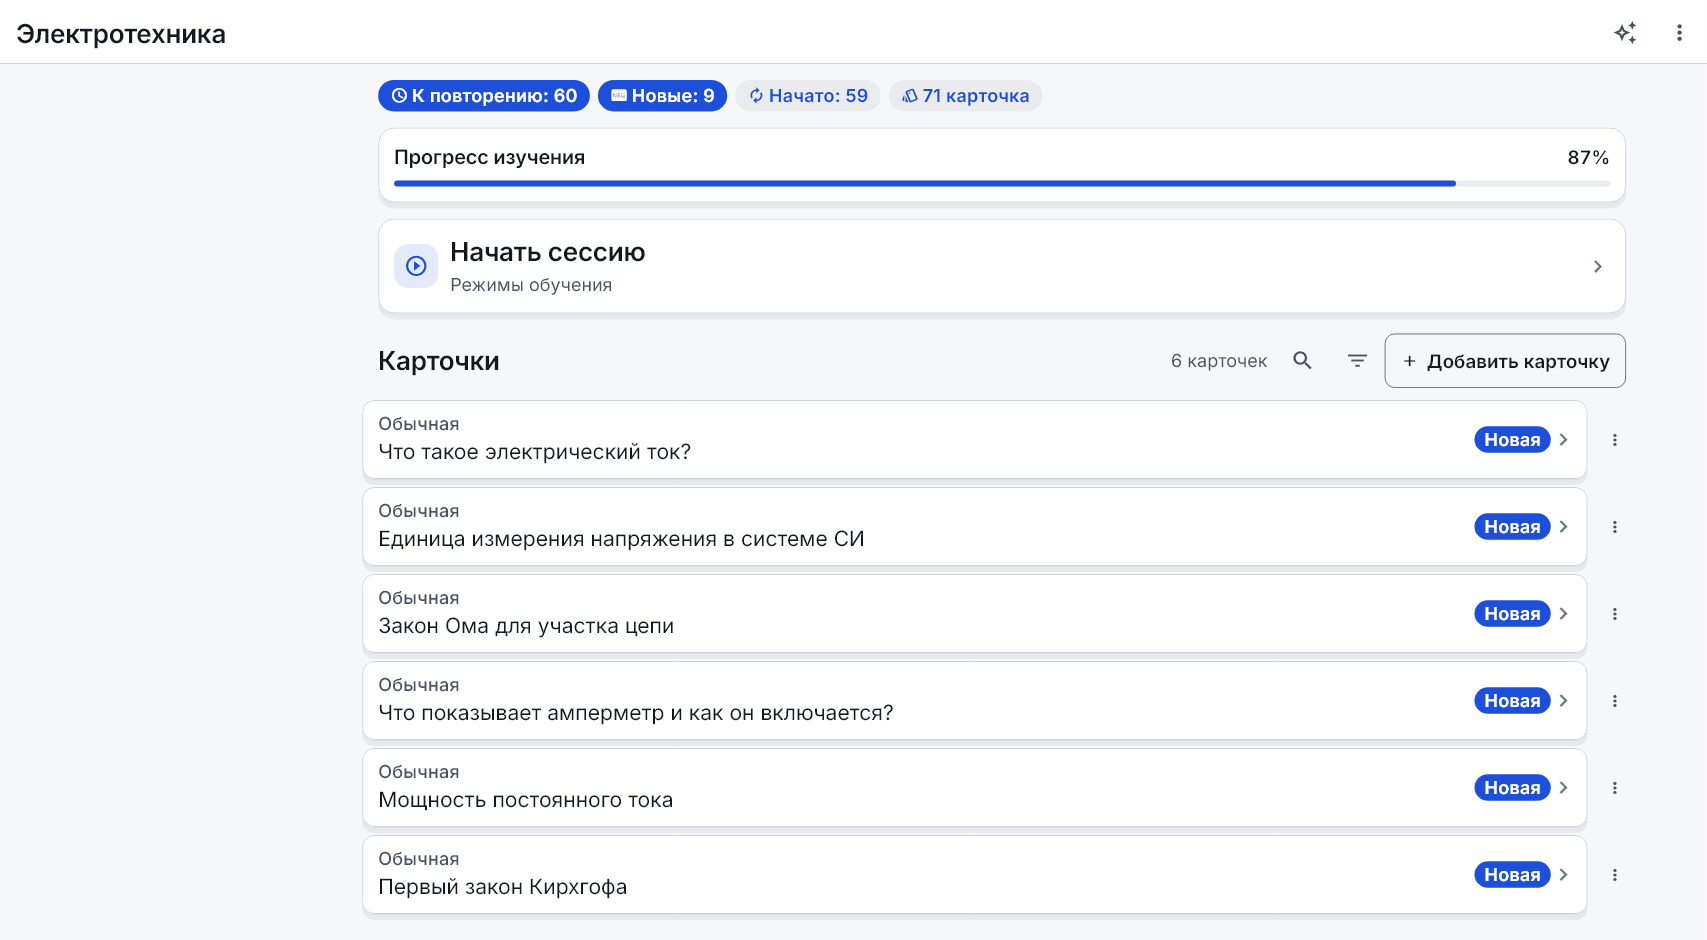 Электротехника
К повторению: 60
NEW Новые: 9
Начато: 59
71 карточка
Прогресс изучения
87%
Начать сессию
Режимы обучения
Карточки
6 карточек
+ Добавить карточку
Обычная
Что такое электрический ток?
Новая
Обычная
Единица измерения напряжения в системе СИ
Новая
Обычная
Закон Ома для участка цепи
Новая
Обычная
Что показывает амперметр и как он включается?
Новая
Обычная
Мощность постоянного тока
Новая
Обычная
Первый закон Кирхгофа
Новая